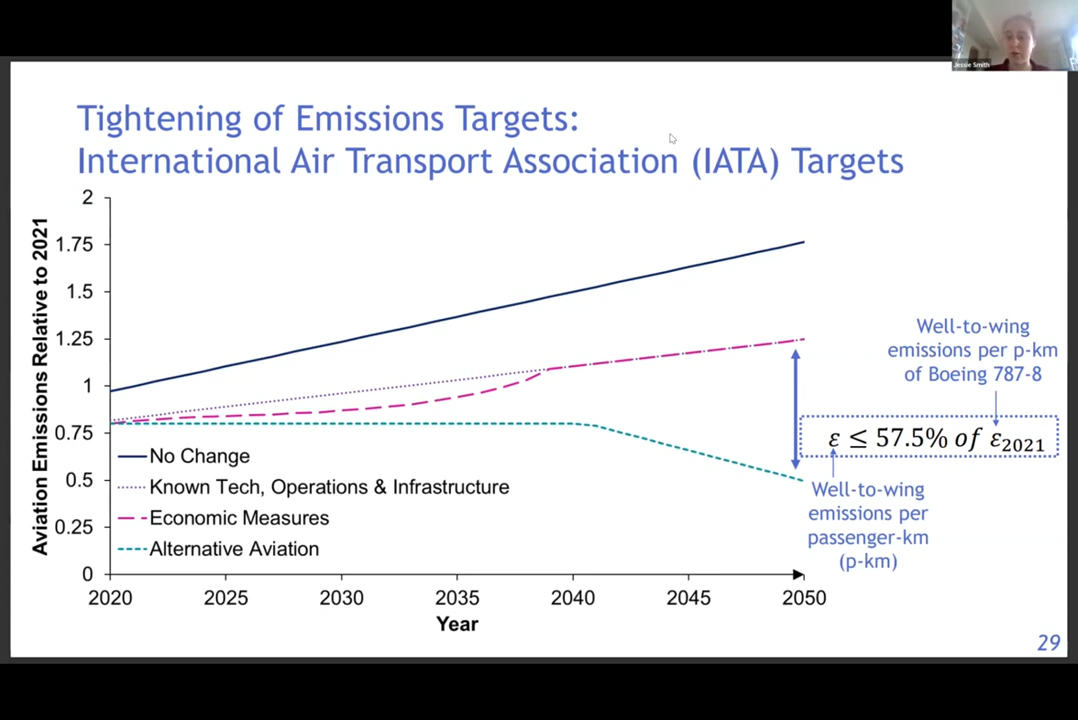 Jessie Smith
Tightening of Emissions Targets:
International Air Transport Association (IATA) Targets
Aviation Emissions Relative to 2021
2
1.75
1.5
1.25
1
0.75
0.5
0.25
0
No Change
Known Tech, Operations & Infrastructure
Economic Measures
Alternative Aviation
2020 2025 2030 2035 2040 2045 2050
Year
Well-to-wing
emissions per p-km
of Boeing 787-8
ε ≤ 57.5% of ε2021
Well-to-wing
emissions per
passenger-km
(p-km)
29